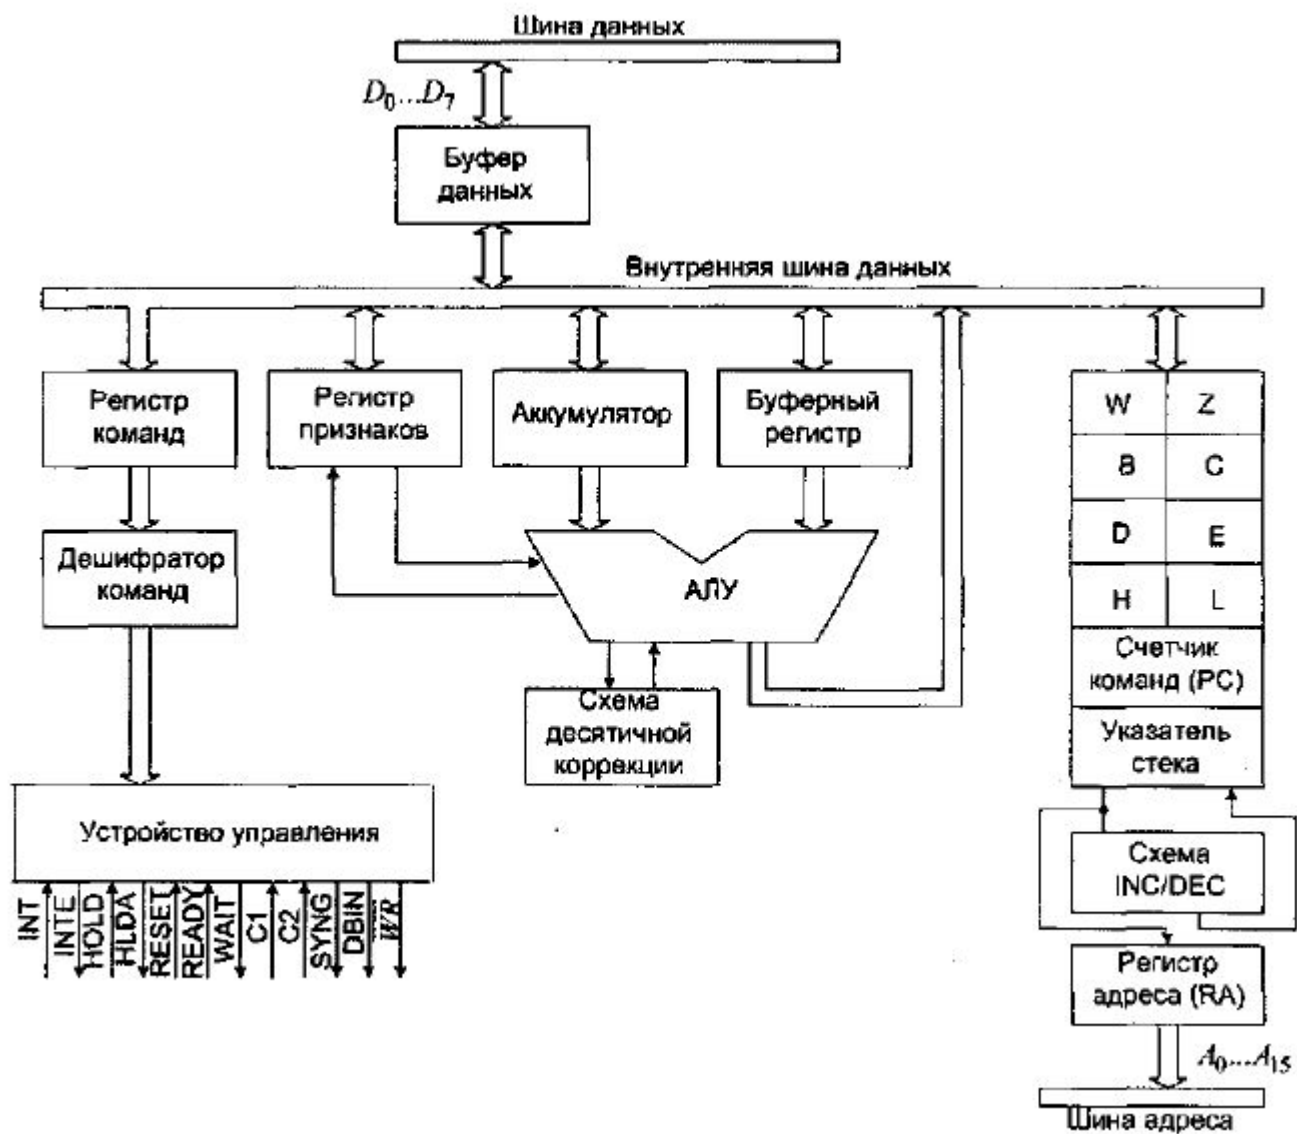 Шина данных
D0...D7
Буфер
данных
Внутренняя шина данных
Регистр
команд
Регистр
признаков
Аккумулятор
Буферный
регистр
W Z
B C
D E
H L
Счетчик
команд (PC)
Указатель
стека
Дешифратор
команд
АЛУ
Схема
десятичной
коррекции
Устройство управления
INT
INTE
HOLD
HLDA
RESET
READY
WAIT
C1
C2
SYNG
DBIN
WR
Схема
INC/DEC
Регистр
адреса (RA)
A0...A15
Шина адреса